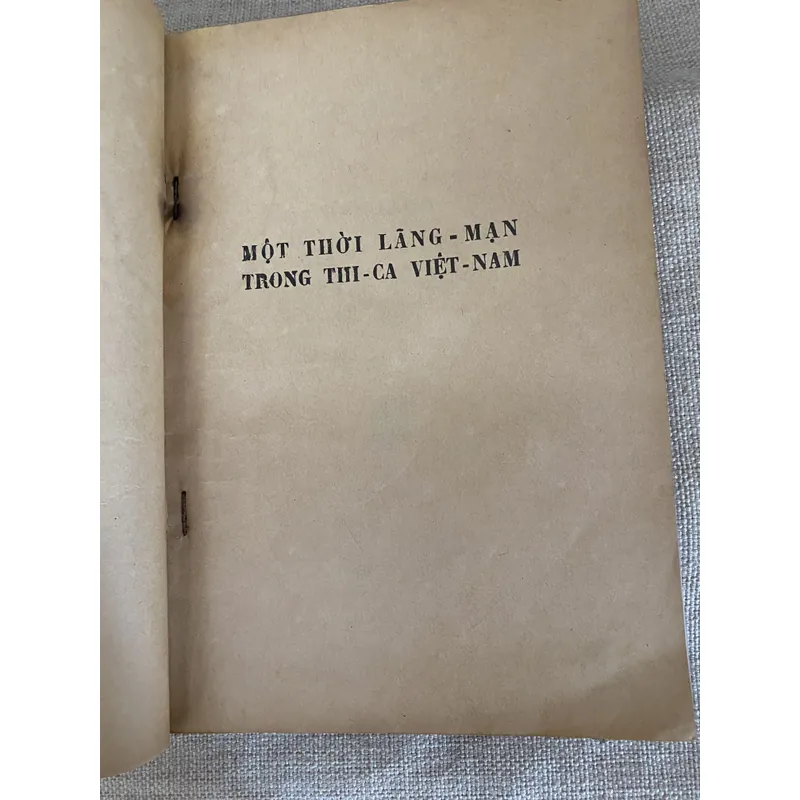 MỘT THỜI LÃNG-MẠN
TRONG THI-CA VIỆT-NAM